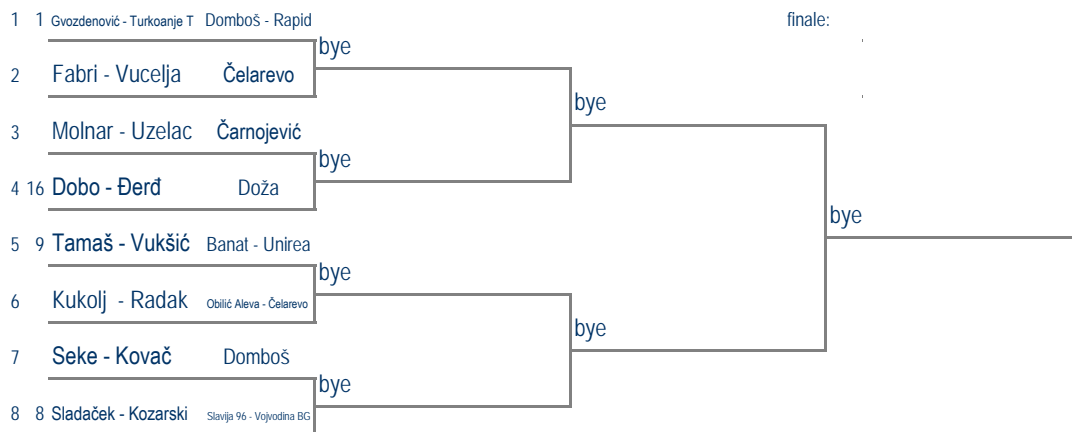 1 1 Gvozdenović - Turkoanje T Domboš - Rapid finale:
bye
2 Fabri - Vucelja Čelarevo
bye
3 Molnar - Uzelac Čarnojević
bye
4 16 Dobo - Đerđ Doža
bye
5 9 Tamaš - Vukšić Banat - Unirea
bye
6 Kukolj - Radak Obilić Aleva - Čelarevo
bye
7 Seke - Kovač Domboš
bye
8 8 Sladaček - Kozarski Slavija 96 - Vojvodina BG